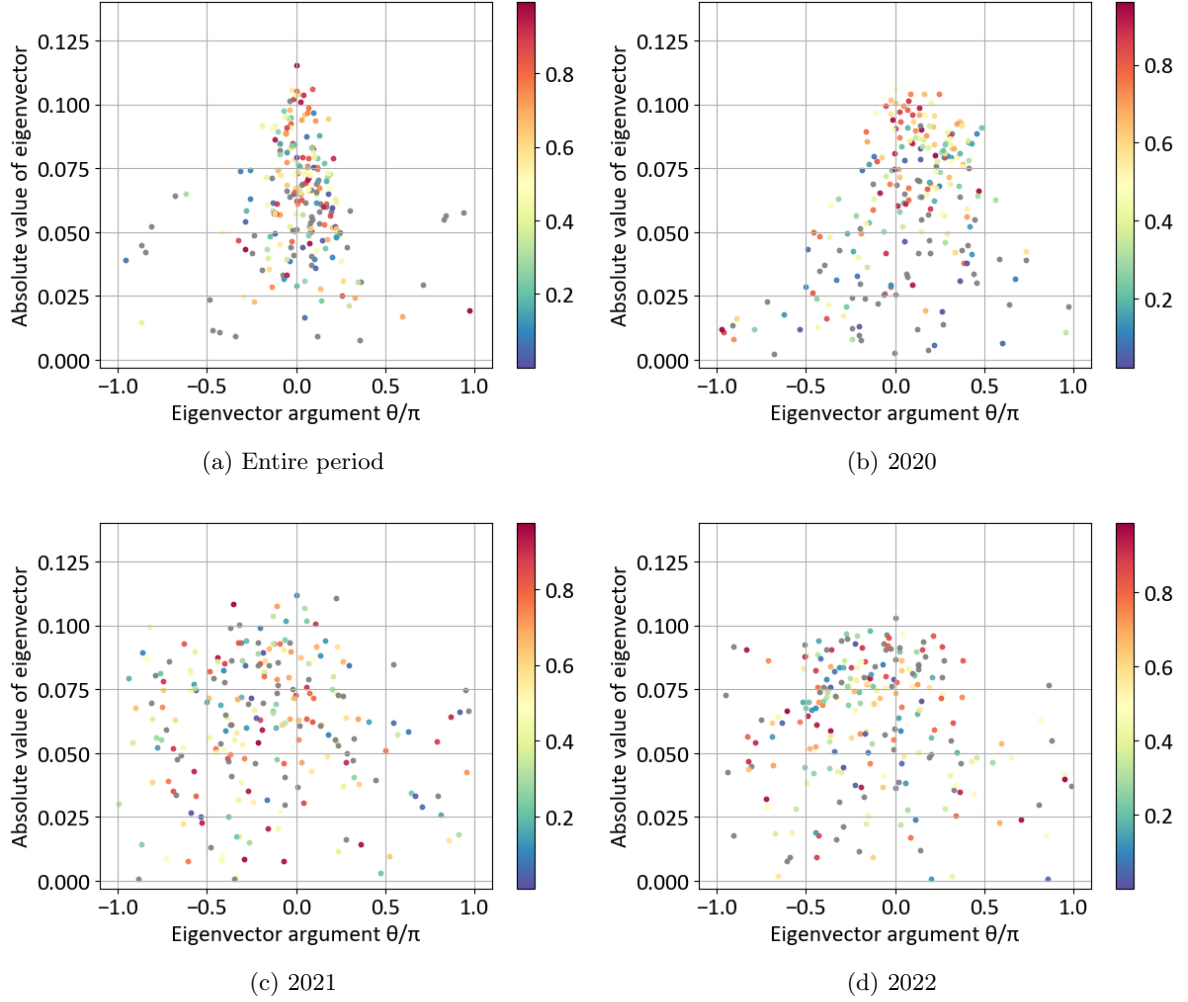 0.125
0.100
0.075
0.050
0.025
0.000
Absolute value of eigenvector
−1.0 −0.5 0.0 0.5 1.0
Eigenvector argument θ/π
0.8
0.6
0.4
0.2
(a) Entire period
0.125
0.100
0.075
0.050
0.025
0.000
Absolute value of eigenvector
−1.0 −0.5 0.0 0.5 1.0
Eigenvector argument θ/π
0.8
0.6
0.4
0.2
(b) 2020
0.125
0.100
0.075
0.050
0.025
0.000
Absolute value of eigenvector
−1.0 −0.5 0.0 0.5 1.0
Eigenvector argument θ/π
0.8
0.6
0.4
0.2
(c) 2021
0.125
0.100
0.075
0.050
0.025
0.000
Absolute value of eigenvector
−1.0 −0.5 0.0 0.5 1.0
Eigenvector argument θ/π
0.8
0.6
0.4
0.2
(d) 2022